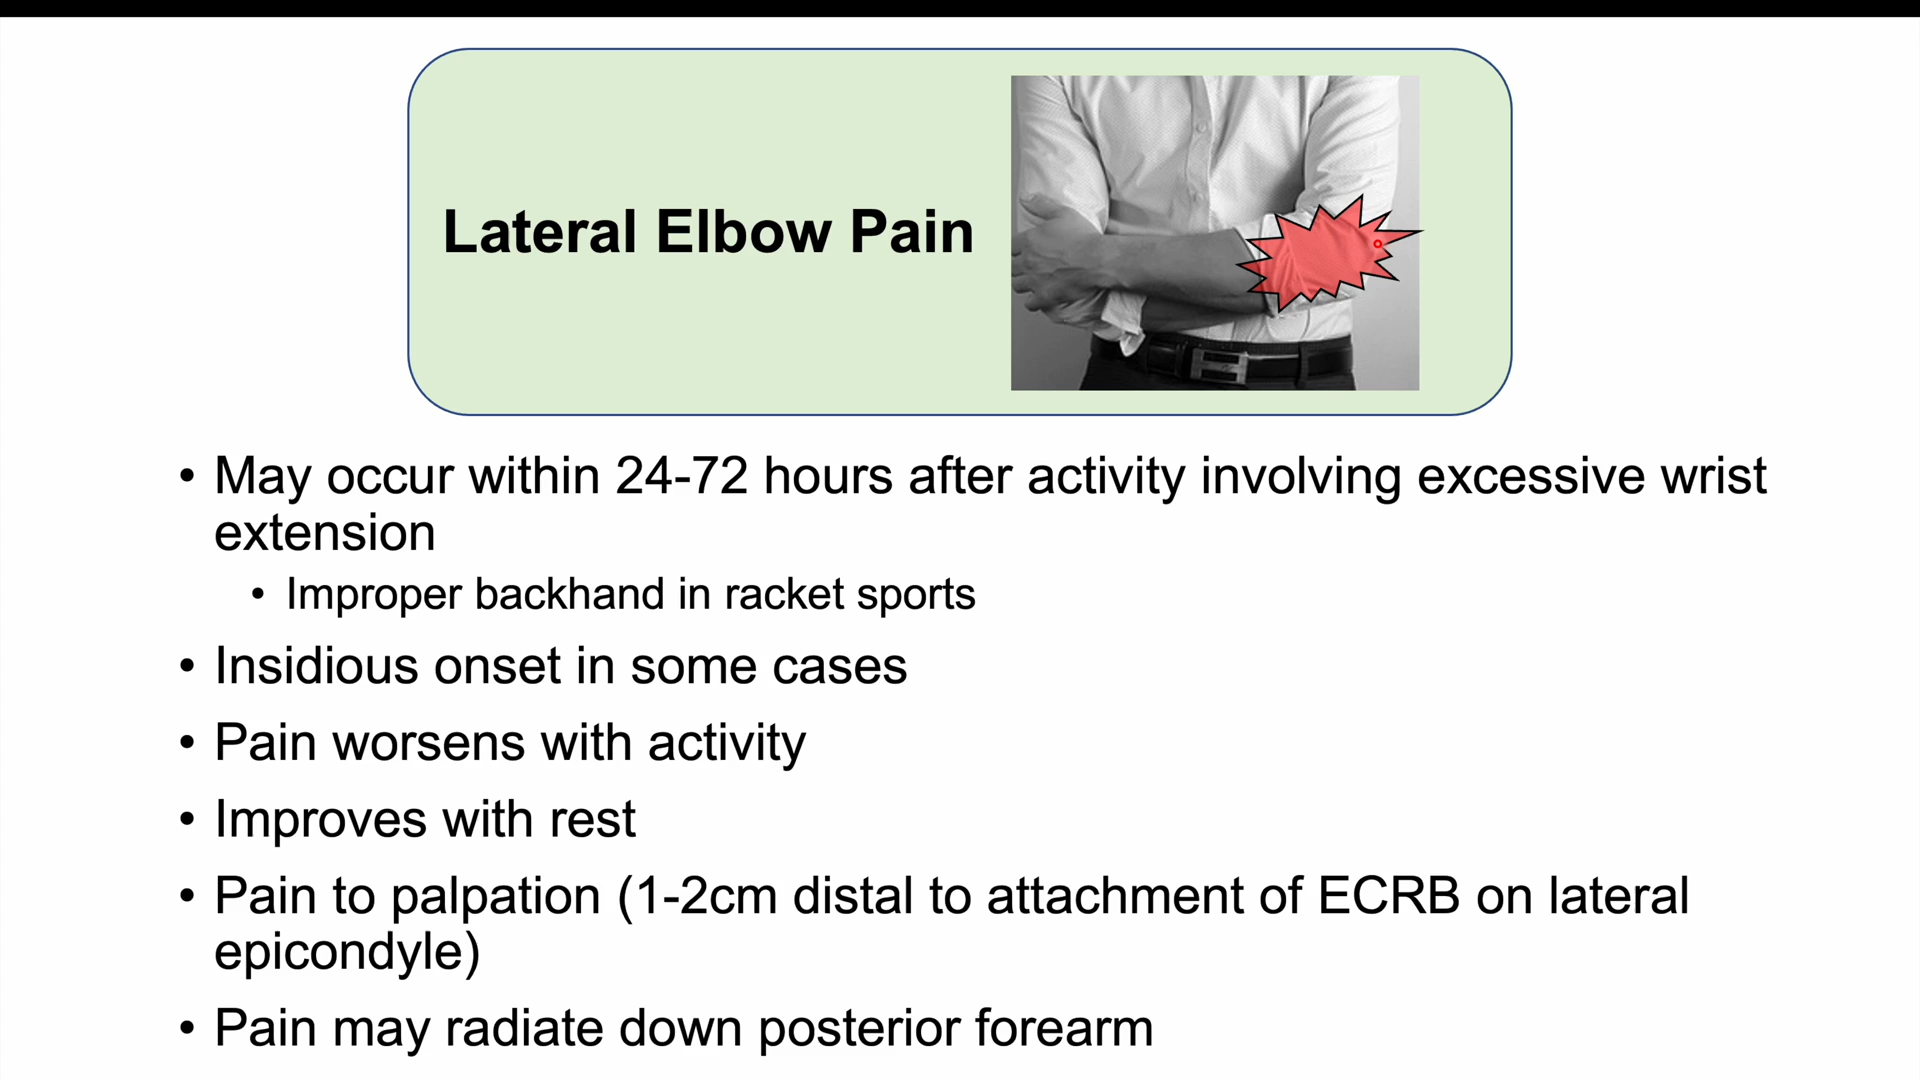 Lateral Elbow Pain
• May occur within 24-72 hours after activity involving excessive wrist
extension
• Improper backhand in racket sports
• Insidious onset in some cases
• Pain worsens with activity
• Improves with rest
• Pain to palpation (1-2cm distal to attachment of ECRB on lateral
epicondyle)
• Pain may radiate down posterior forearm